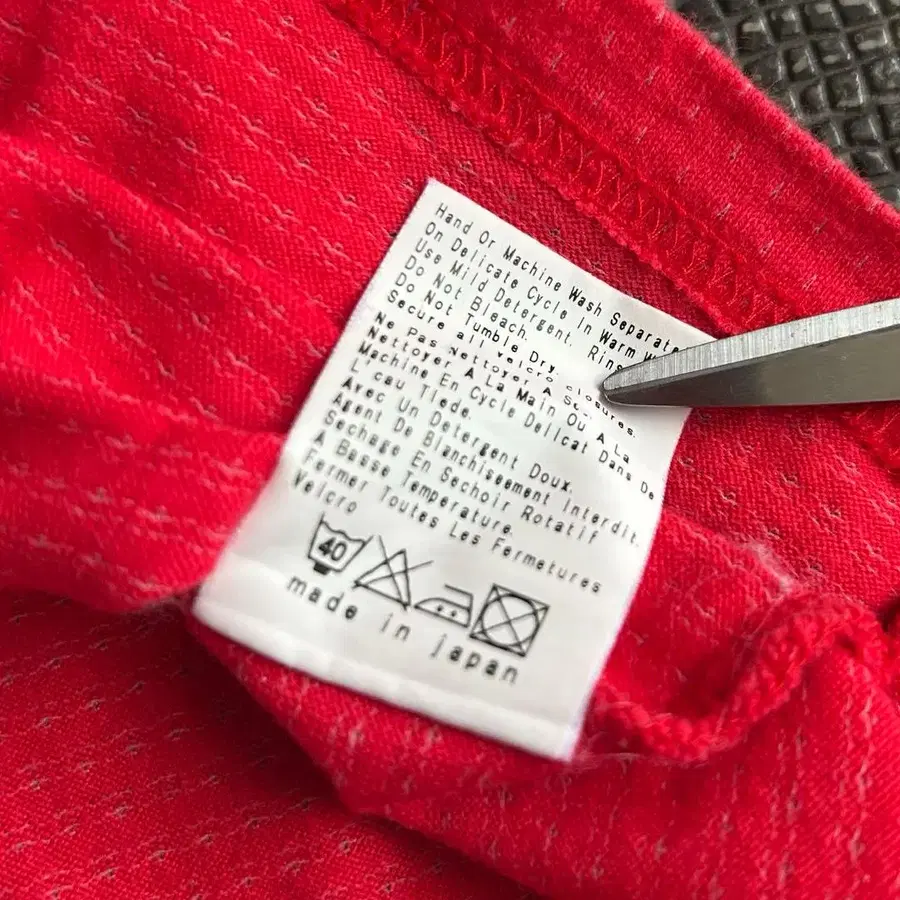 Hand Or Machine Wash Separate
On Delicate Cycle In Warm
Use Mild Detergent. Rins
Do Not Bleach.
Do Not Tumble Dry.
Secure all velcro closures.
Ne Pas Nettoyer A
Nettoyer A La Main Ou A La
Machine En Cycle Delicat Dans De
L'cau Tiede.
Avec Un Detergent Doux.
Agent De Blanchiseement Interdit.
Sechage En Sechoir Rotatif
A Basse Temperature.
Fermer Toutes Les Fermetures
Velcro
40
made in japan